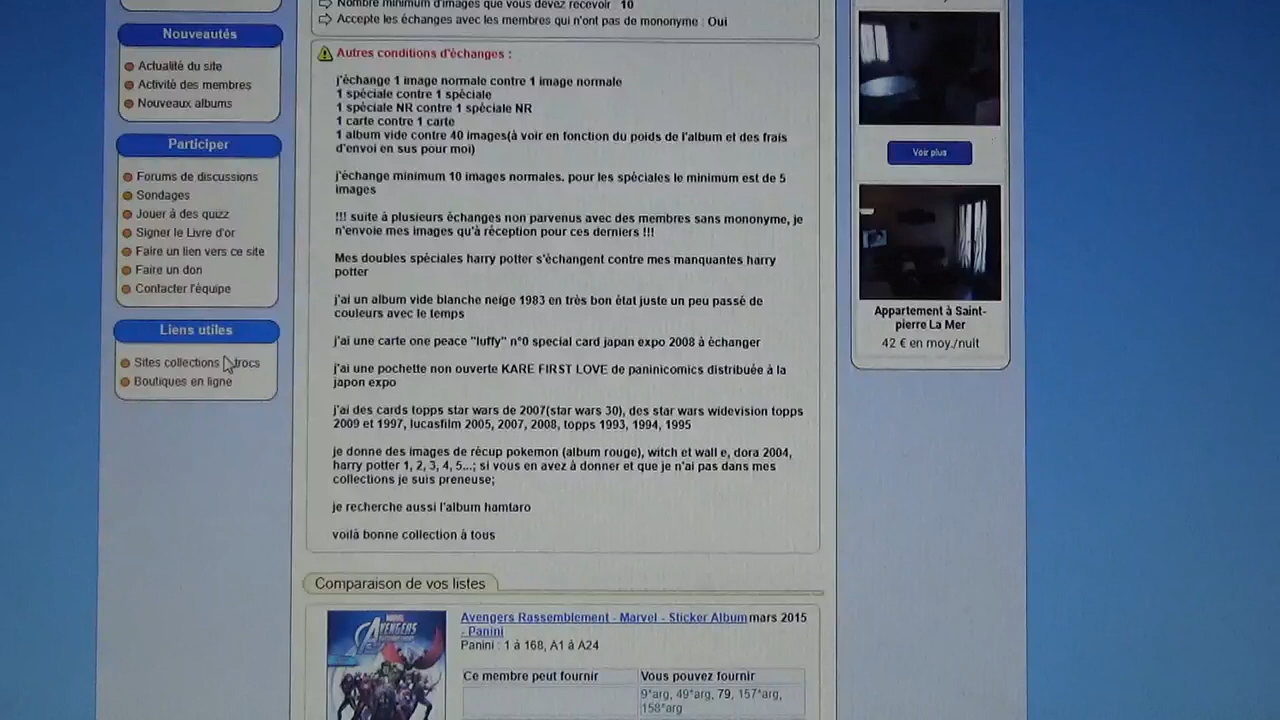 Nombre minimum d'images que vous devez recevoir : 10
Accepte les échanges avec les membres qui n'ont pas de mononyme : Oui
Nouveautés
Actualité du site
Activité des membres
Nouveaux albums
Participer
Forums de discussions
Sondages
Jouer à des quizz
Signer le Livre d'or
Faire un lien vers ce site
Faire un don
Contacter l'équipe
Liens utiles
Sites collections trocs
Boutiques en ligne
Autres conditions d'échanges :
j'échange 1 image normale contre 1 image normale
1 spéciale contre 1 spéciale
1 spéciale NR contre 1 spéciale NR
1 carte contre 1 carte
1 album vide contre 40 images(à voir en fonction du poids de l'album et des frais
d'envoi en sus pour moi)
j'échange minimum 10 images normales. pour les spéciales le minimum est de 5
images
!!! suite à plusieurs échanges non parvenus avec des membres sans mononyme, je
n'envoie mes images qu'à réception pour ces derniers !!!
Mes doubles spéciales harry potter s'échangent contre mes manquantes harry
potter
j'ai un album vide blanche neige 1983 en très bon état juste un peu passé de
couleurs avec le temps
j'ai une carte one peace "luffy" n°0 special card japan expo 2008 à échanger
j'ai une pochette non ouverte KARE FIRST LOVE de paninicomics distribuée à la
japon expo
j'ai des cards topps star wars de 2007(star wars 30), des star wars widevision topps
2009 et 1997, lucasfilm 2005, 2007, 2008, topps 1993, 1994, 1995
je donne des images de récup pokemon (album rouge), witch et wall e, dora 2004,
harry potter 1, 2, 3, 4, 5...; si vous en avez à donner et que je n'ai pas dans mes
collections je suis preneuse;
je recherche aussi l'album hamtaro
voilà bonne collection à tous
Comparaison de vos listes
MARVEL
AVENGERS
Avengers Rassemblement - Marvel - Sticker Album mars 2015
- Panini
Panini : 1 à 168, A1 à A24
Ce membre peut fournir
Vous pouvez fournir
9*arg, 49*arg, 79, 157*arg,
158*arg
Voir plus
Appartement à Saint-
pierre La Mer
42 € en moy./nuit